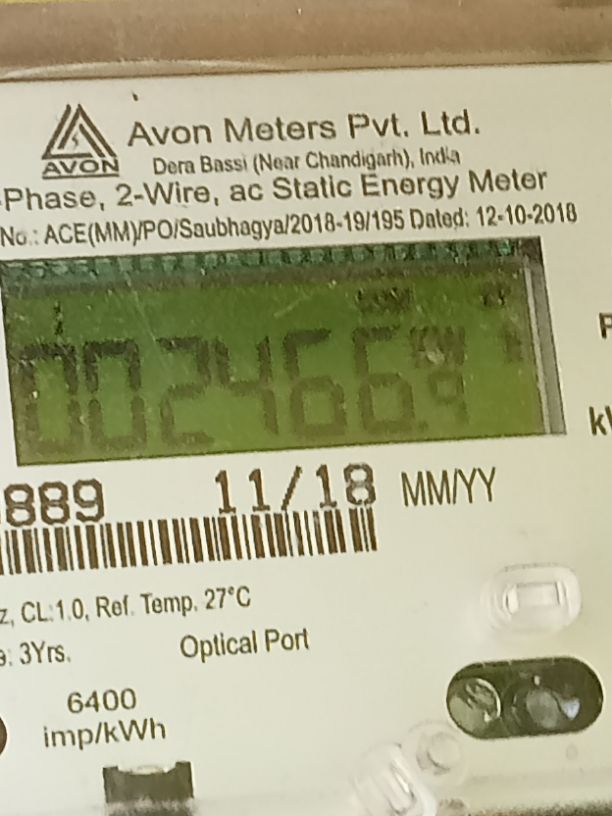 Avon Meters Pvt. Ltd.
AVON
Dera Bassi (Near Chandigarh), India
-Phase, 2-Wire, ac Static Energy Meter
No.: ACE(MM)/PO/Saubhagya/2018-19/195 Dated: 12-10-2018
002466.9
889 11/18 MM/YY
z, CL:1.0, Ref. Temp. 27°C
: 3Yrs. Optical Port
6400
imp/kWh